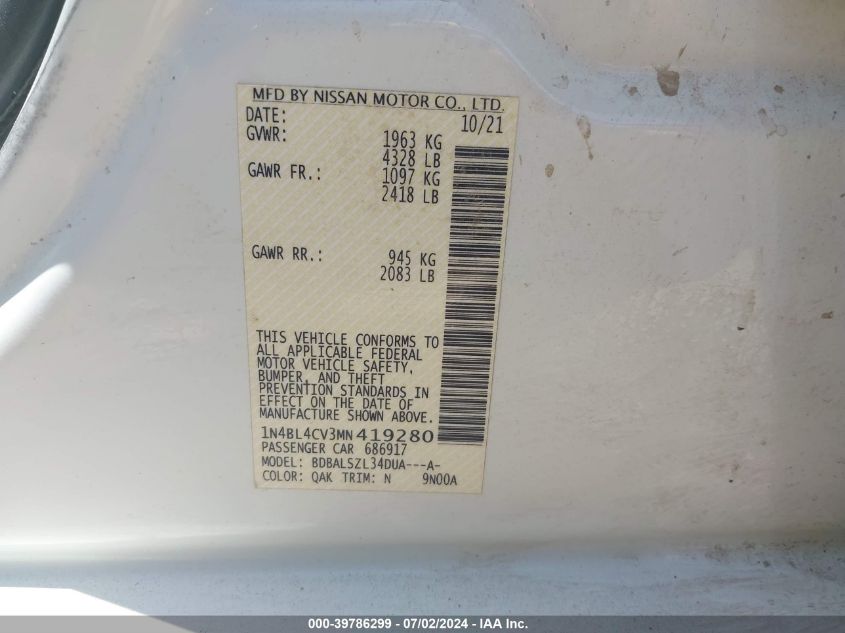 MFD BY NISSAN MOTOR CO., LTD.
DATE: 10/21
GVWR: 1963 KG
4328 LB
GAWR FR.: 1097 KG
2418 LB
GAWR RR.: 945 KG
2083 LB
THIS VEHICLE CONFORMS TO
ALL APPLICABLE FEDERAL
MOTOR VEHICLE SAFETY,
BUMPER, AND THEFT
PREVENTION STANDARDS IN
EFFECT ON THE DATE OF
MANUFACTURE SHOWN ABOVE.
1N4BL4CV3MN419280
PASSENGER CAR 686917
MODEL: BDBALSZL34DUA---A-
COLOR: QAK TRIM: N 9N00A
000-39786299 - 07/02/2024 - IAA Inc.